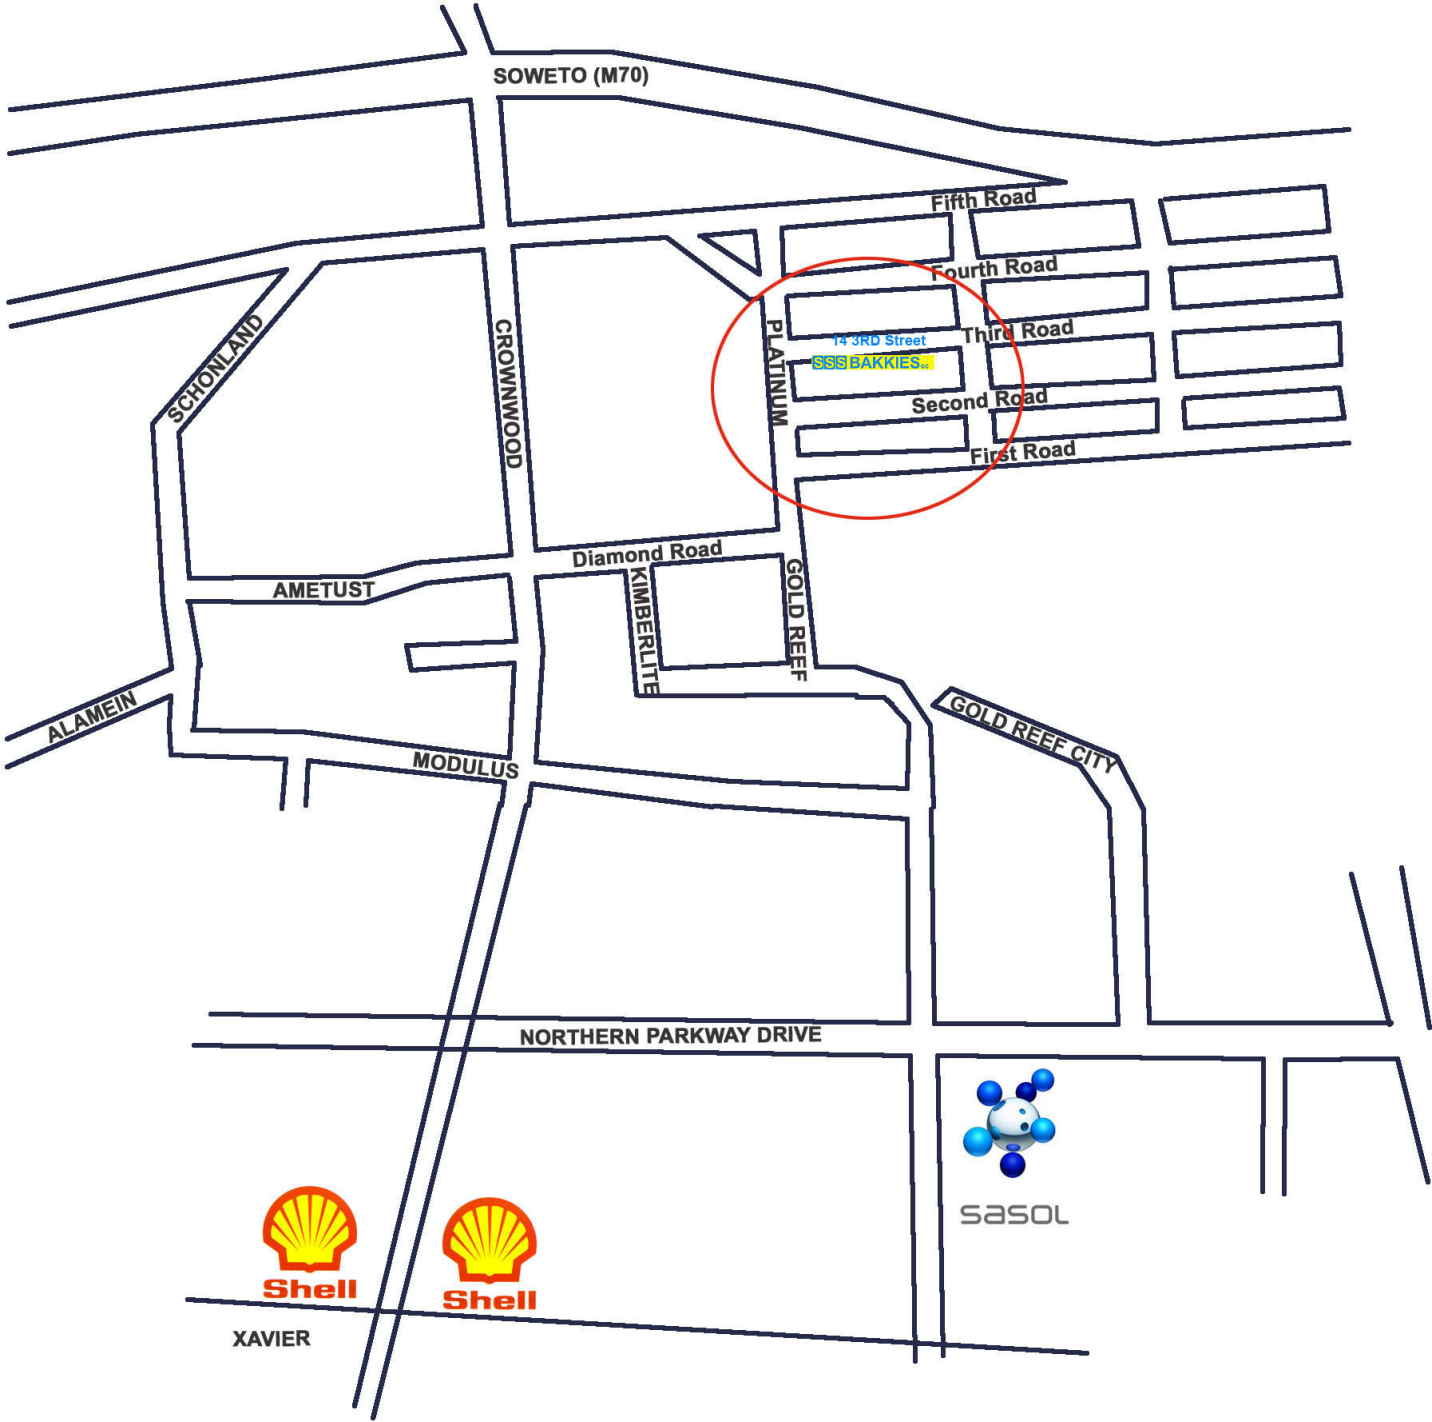 SOWETO (M70)
Fifth Road
Fourth Road
SCHONLAND
CROWNWOOD
PLATINUM
Third Road
14 3RD Street
SSS BAKKIES cc
Second Road
First Road
Diamond Road
AMETUST
KIMBERLITE
GOLD REEF
ALAMEIN
GOLD REEF CITY
MODULUS
NORTHERN PARKWAY DRIVE
sasol
Shell
Shell
XAVIER